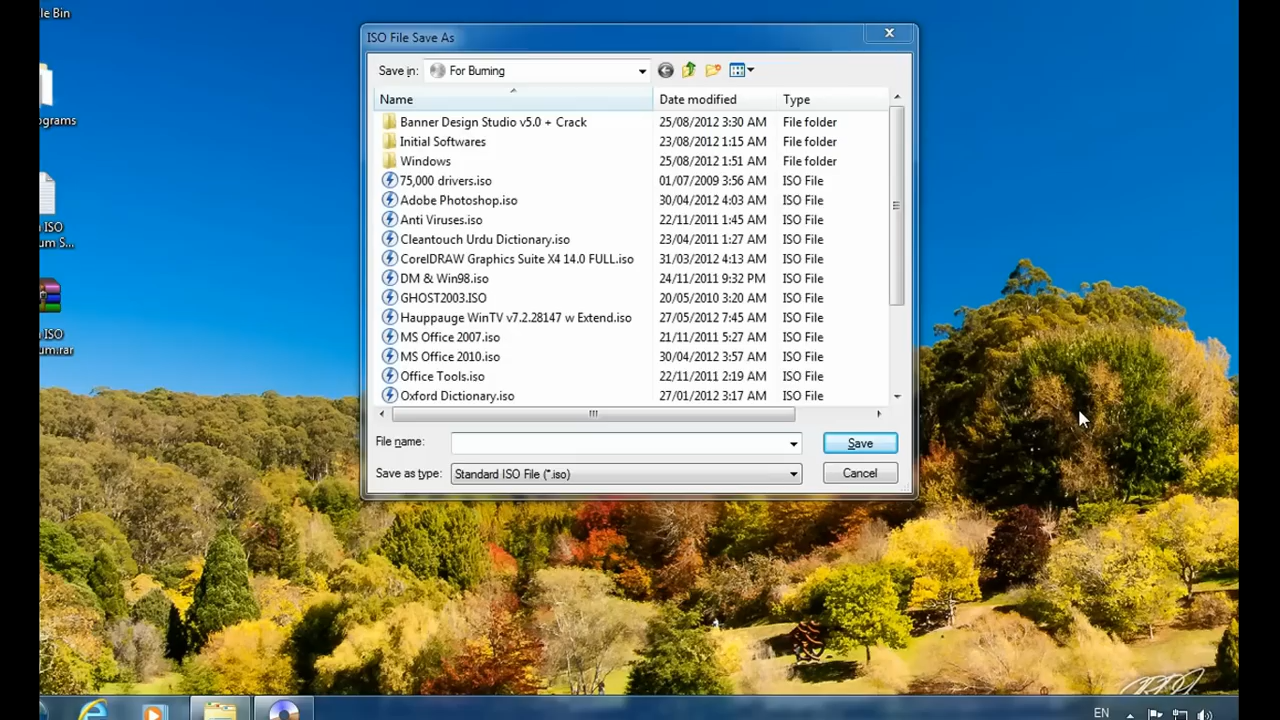 le Bin
ograms
ISO
um S...
ISO
um.rar
ISO File Save As
Save in: For Burning
Name Date modified Type
Banner Design Studio v5.0 + Crack 25/08/2012 3:30 AM File folder
Initial Softwares 23/08/2012 1:15 AM File folder
Windows 25/08/2012 1:51 AM File folder
75,000 drivers.iso 01/07/2009 3:56 AM ISO File
Adobe Photoshop.iso 30/04/2012 4:03 AM ISO File
Anti Viruses.iso 22/11/2011 1:45 AM ISO File
Cleantouch Urdu Dictionary.iso 23/04/2011 1:27 AM ISO File
CorelDRAW Graphics Suite X4 14.0 FULL.iso 31/03/2012 4:13 AM ISO File
DM & Win98.iso 24/11/2011 9:32 PM ISO File
GHOST2003.ISO 20/05/2010 3:20 AM ISO File
Hauppauge WinTV v7.2.28147 w Extend.iso 27/05/2012 7:45 AM ISO File
MS Office 2007.iso 21/11/2011 5:27 AM ISO File
MS Office 2010.iso 30/04/2012 3:57 AM ISO File
Office Tools.iso 22/11/2011 2:19 AM ISO File
Oxford Dictionary.iso 27/01/2012 3:17 AM ISO File
File name: Save
Save as type: Standard ISO File (*.iso) Cancel
EN